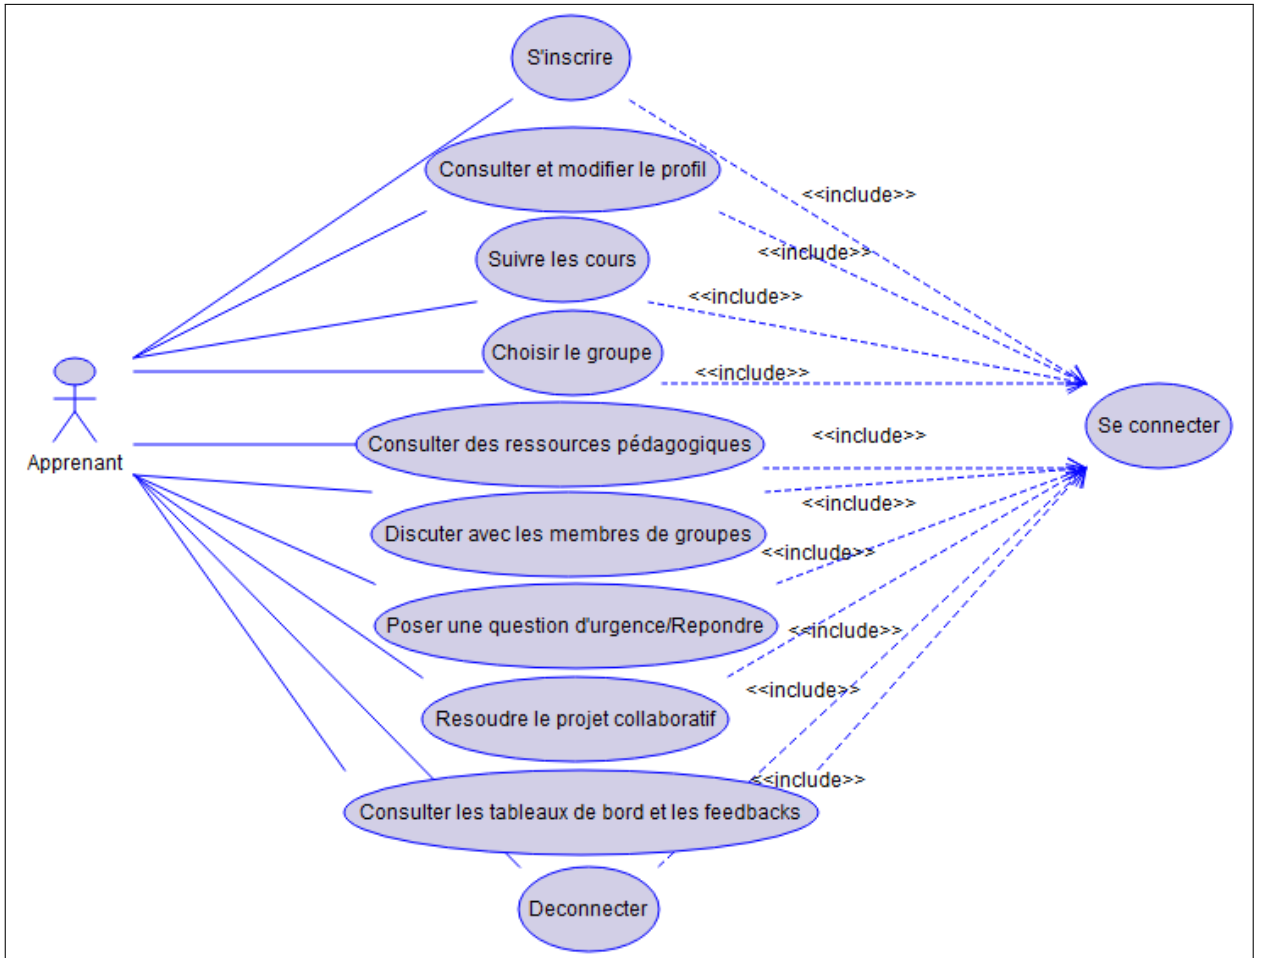 S'inscrire
Consulter et modifier le profil
<<include>>
<<include>>
Suivre les cours
<<include>>
Choisir le groupe
<<include>>
Apprenant
Se connecter
Consulter des ressources pédagogiques
<<include>>
<<include>>
Discuter avec les membres de groupes
<<include>>
Poser une question d'urgence/Repondre
<<include>>
<<include>>
Resoudre le projet collaboratif
<<include>>
Consulter les tableaux de bord et les feedbacks
Deconnecter